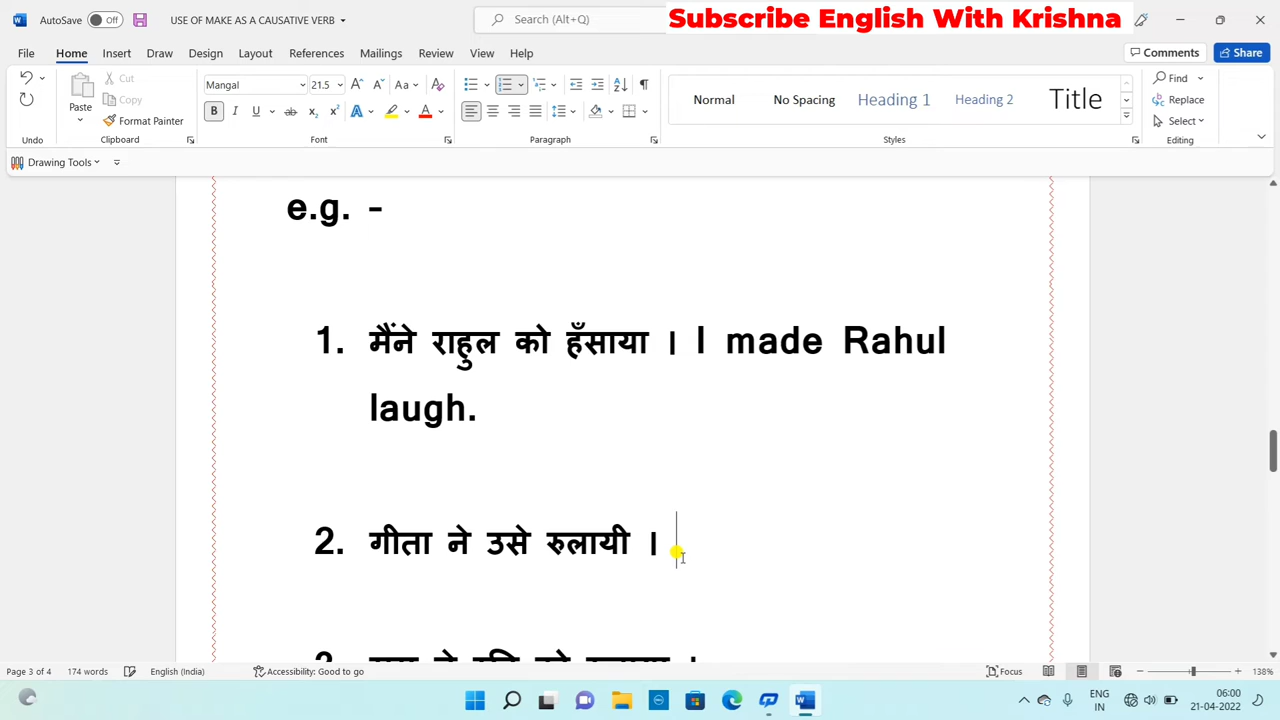 USE OF MAKE AS A CAUSATIVE VERB
Search (Alt+Q)
Subscribe English With Krishna
File Home Insert Draw Design Layout References Mailings Review View Help
Comments Share
Cut
Copy
Paste
Format Painter
Mangal 21.5
Normal No Spacing Heading 1 Heading 2 Title
Find
Replace
Select
Undo Clipboard Font Paragraph Styles Editing
Drawing Tools
e.g. -
1. मैंने राहुल को हँसाया । I made Rahul
laugh.
2. गीता ने उसे रुलायी ।
Page 3 of 4 174 words English (India) Accessibility: Good to go Focus 138%
ENG
IN
06:00
21-04-2022
AutoSave Off